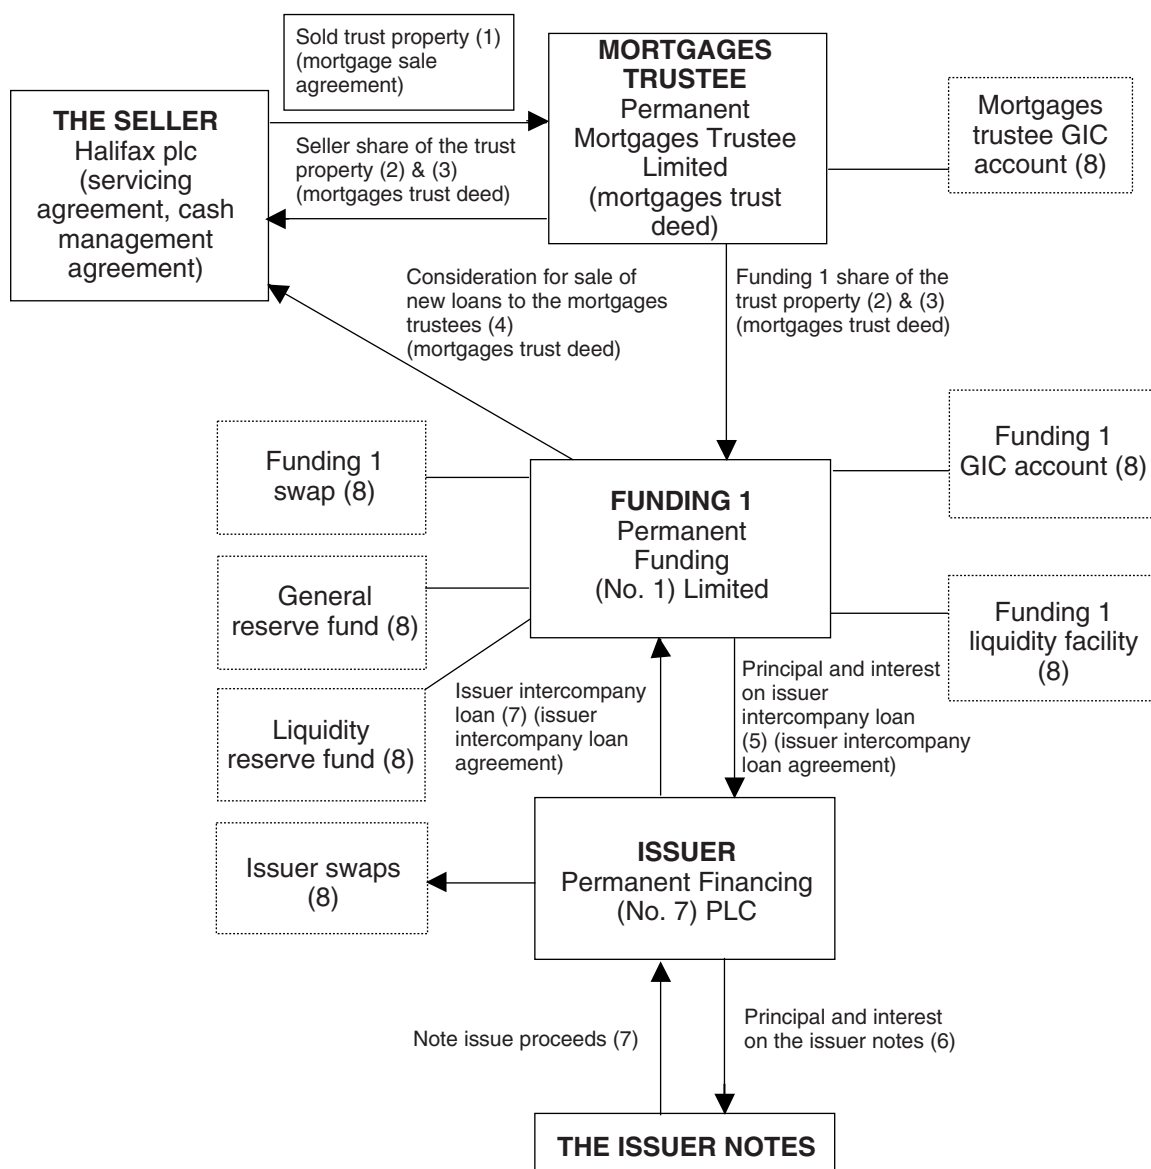 Sold trust property (1)
(mortgage sale
agreement)
MORTGAGES
TRUSTEE
Permanent
Mortgages Trustee
Limited
(mortgages trust
deed)
Mortgages
trustee GIC
account (8)
THE SELLER
Halifax plc
(servicing
agreement, cash
management
agreement)
Seller share of the trust
property (2) & (3)
(mortgages trust deed)
Consideration for sale of
new loans to the mortgages
trustees (4)
(mortgages trust deed)
Funding 1 share of the
trust property (2) & (3)
(mortgages trust deed)
Funding 1
swap (8)
FUNDING 1
Permanent
Funding
(No. 1) Limited
Funding 1
GIC account (8)
General
reserve fund (8)
Funding 1
liquidity facility
(8)
Liquidity
reserve fund (8)
Issuer intercompany
loan (7) (issuer
intercompany loan
agreement)
Principal and interest
on issuer
intercompany loan
(5) (issuer intercompany
loan agreement)
Issuer swaps
(8)
ISSUER
Permanent Financing
(No. 7) PLC
Note issue proceeds (7)
Principal and interest
on the issuer notes (6)
THE ISSUER NOTES